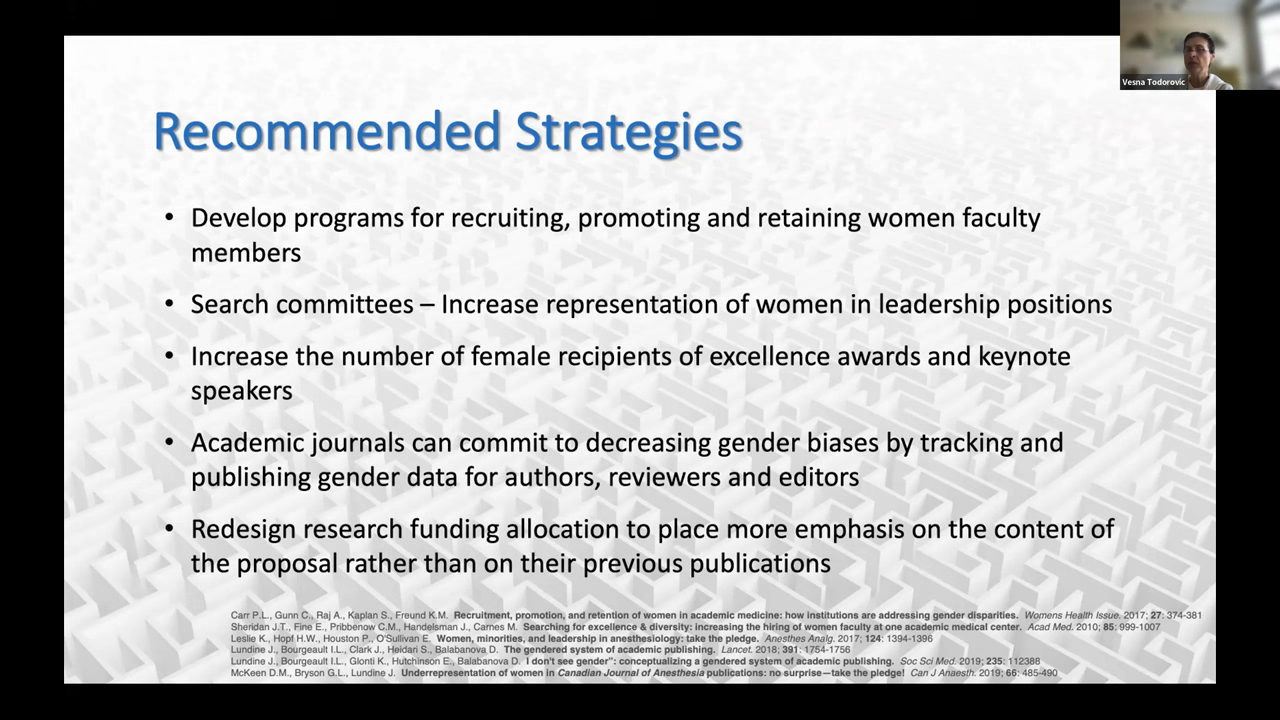 Vesna Todorovic
Recommended Strategies
• Develop programs for recruiting, promoting and retaining women faculty
members
• Search committees – Increase representation of women in leadership positions
• Increase the number of female recipients of excellence awards and keynote
speakers
• Academic journals can commit to decreasing gender biases by tracking and
publishing gender data for authors, reviewers and editors
• Redesign research funding allocation to place more emphasis on the content of
the proposal rather than on their previous publications
Carr P.L., Gunn C., Raj A., Kaplan S., Freund K.M. Recruitment, promotion, and retention of women in academic medicine: how institutions are addressing gender disparities. Womens Health Issue. 2017; 27: 374-381
Sheridan J.T., Fine E., Pribbenow C.M., Handelsman J., Carnes M. Searching for excellence & diversity: increasing the hiring of women faculty at one academic medical center. Acad Med. 2010; 85: 999-1007
Leslie K., Hopf H.W., Houston P., O'Sullivan E. Women, minorities, and leadership in anesthesiology: take the pledge. Anesthes Analg. 2017; 124: 1394-1396
Lundine J., Bourgeault I.L., Clark J., Heidari S., Balabanova D. The gendered system of academic publishing. Lancet. 2018; 391: 1754-1756
Lundine J., Bourgeault I.L., Glonti K., Hutchinson E., Balabanova D. I don't see gender": conceptualizing a gendered system of academic publishing. Soc Sci Med. 2019; 235: 112388
McKeen D.M., Bryson G.L., Lundine J. Underrepresentation of women in Canadian Journal of Anesthesia publications: no surprise—take the pledge! Can J Anaesth. 2019; 66: 485-490